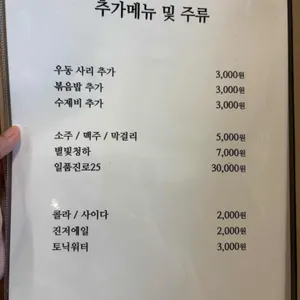 추가메뉴 및 주류
우동 사리 추가 3,000원
볶음밥 추가 3,000원
수제비 추가 3,000원
소주 / 맥주 / 막걸리 5,000원
별빛청하 7,000원
일품진로25 30,000원
콜라 / 사이다 2,000원
진저에일 2,000원
토닉워터 3,000원